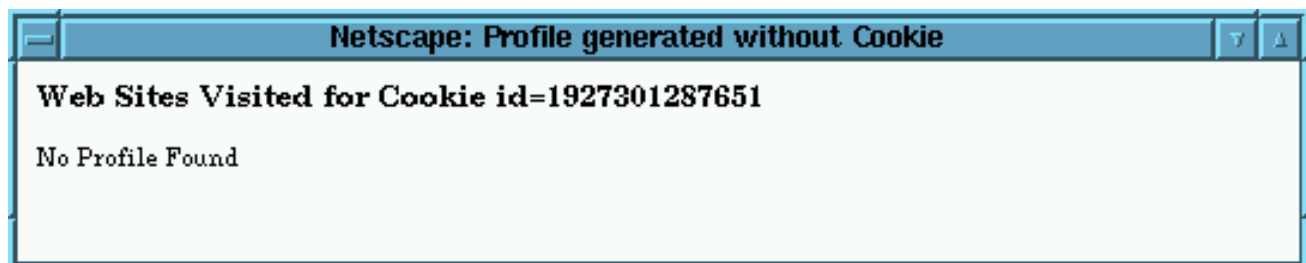 Netscape: Profile generated without Cookie
Web Sites Visited for Cookie id=1927301287651
No Profile Found